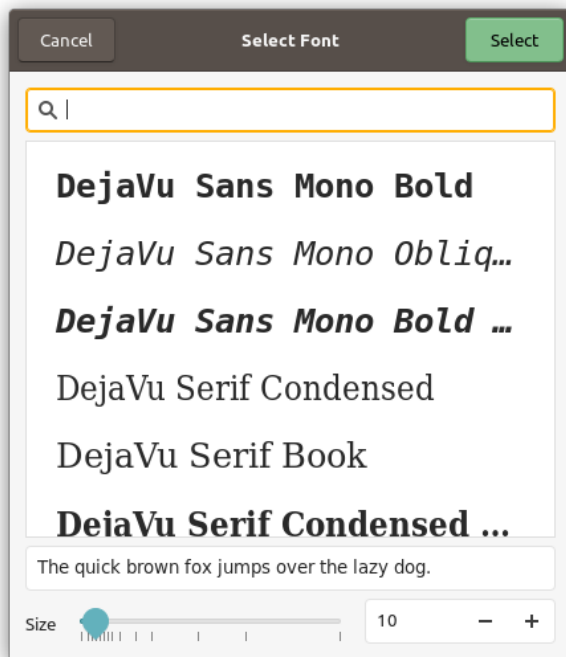 Cancel Select Font Select
DejaVu Sans Mono Bold
DejaVu Sans Mono Obliq...
DejaVu Sans Mono Bold ...
DejaVu Serif Condensed
DejaVu Serif Book
DejaVu Serif Condensed ...
The quick brown fox jumps over the lazy dog.
Size 10 − +